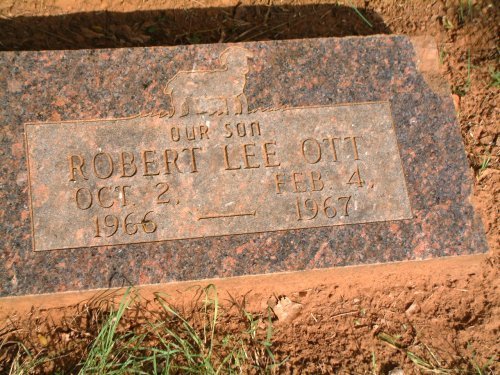 OUR SON
ROBERT LEE OTT
OCT. 2, FEB. 4,
1966 — 1967